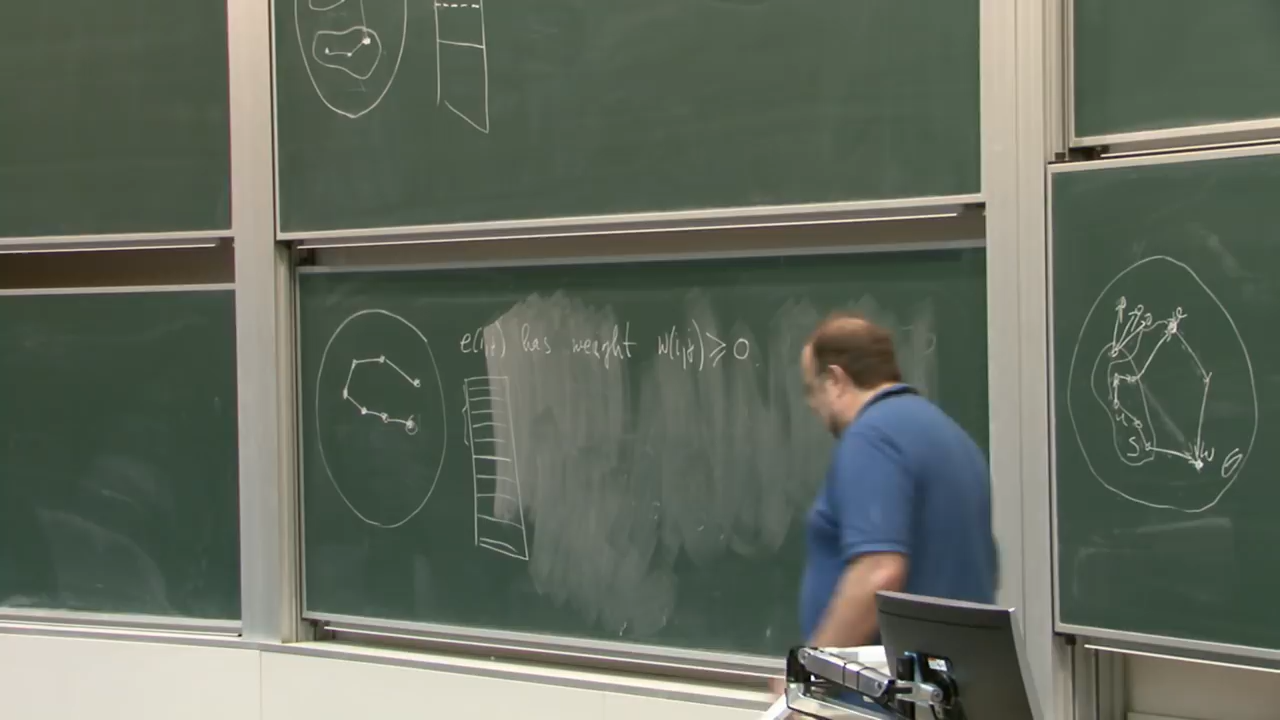 e(i,j) has weight w(i,j) ⩾ 0
S
w